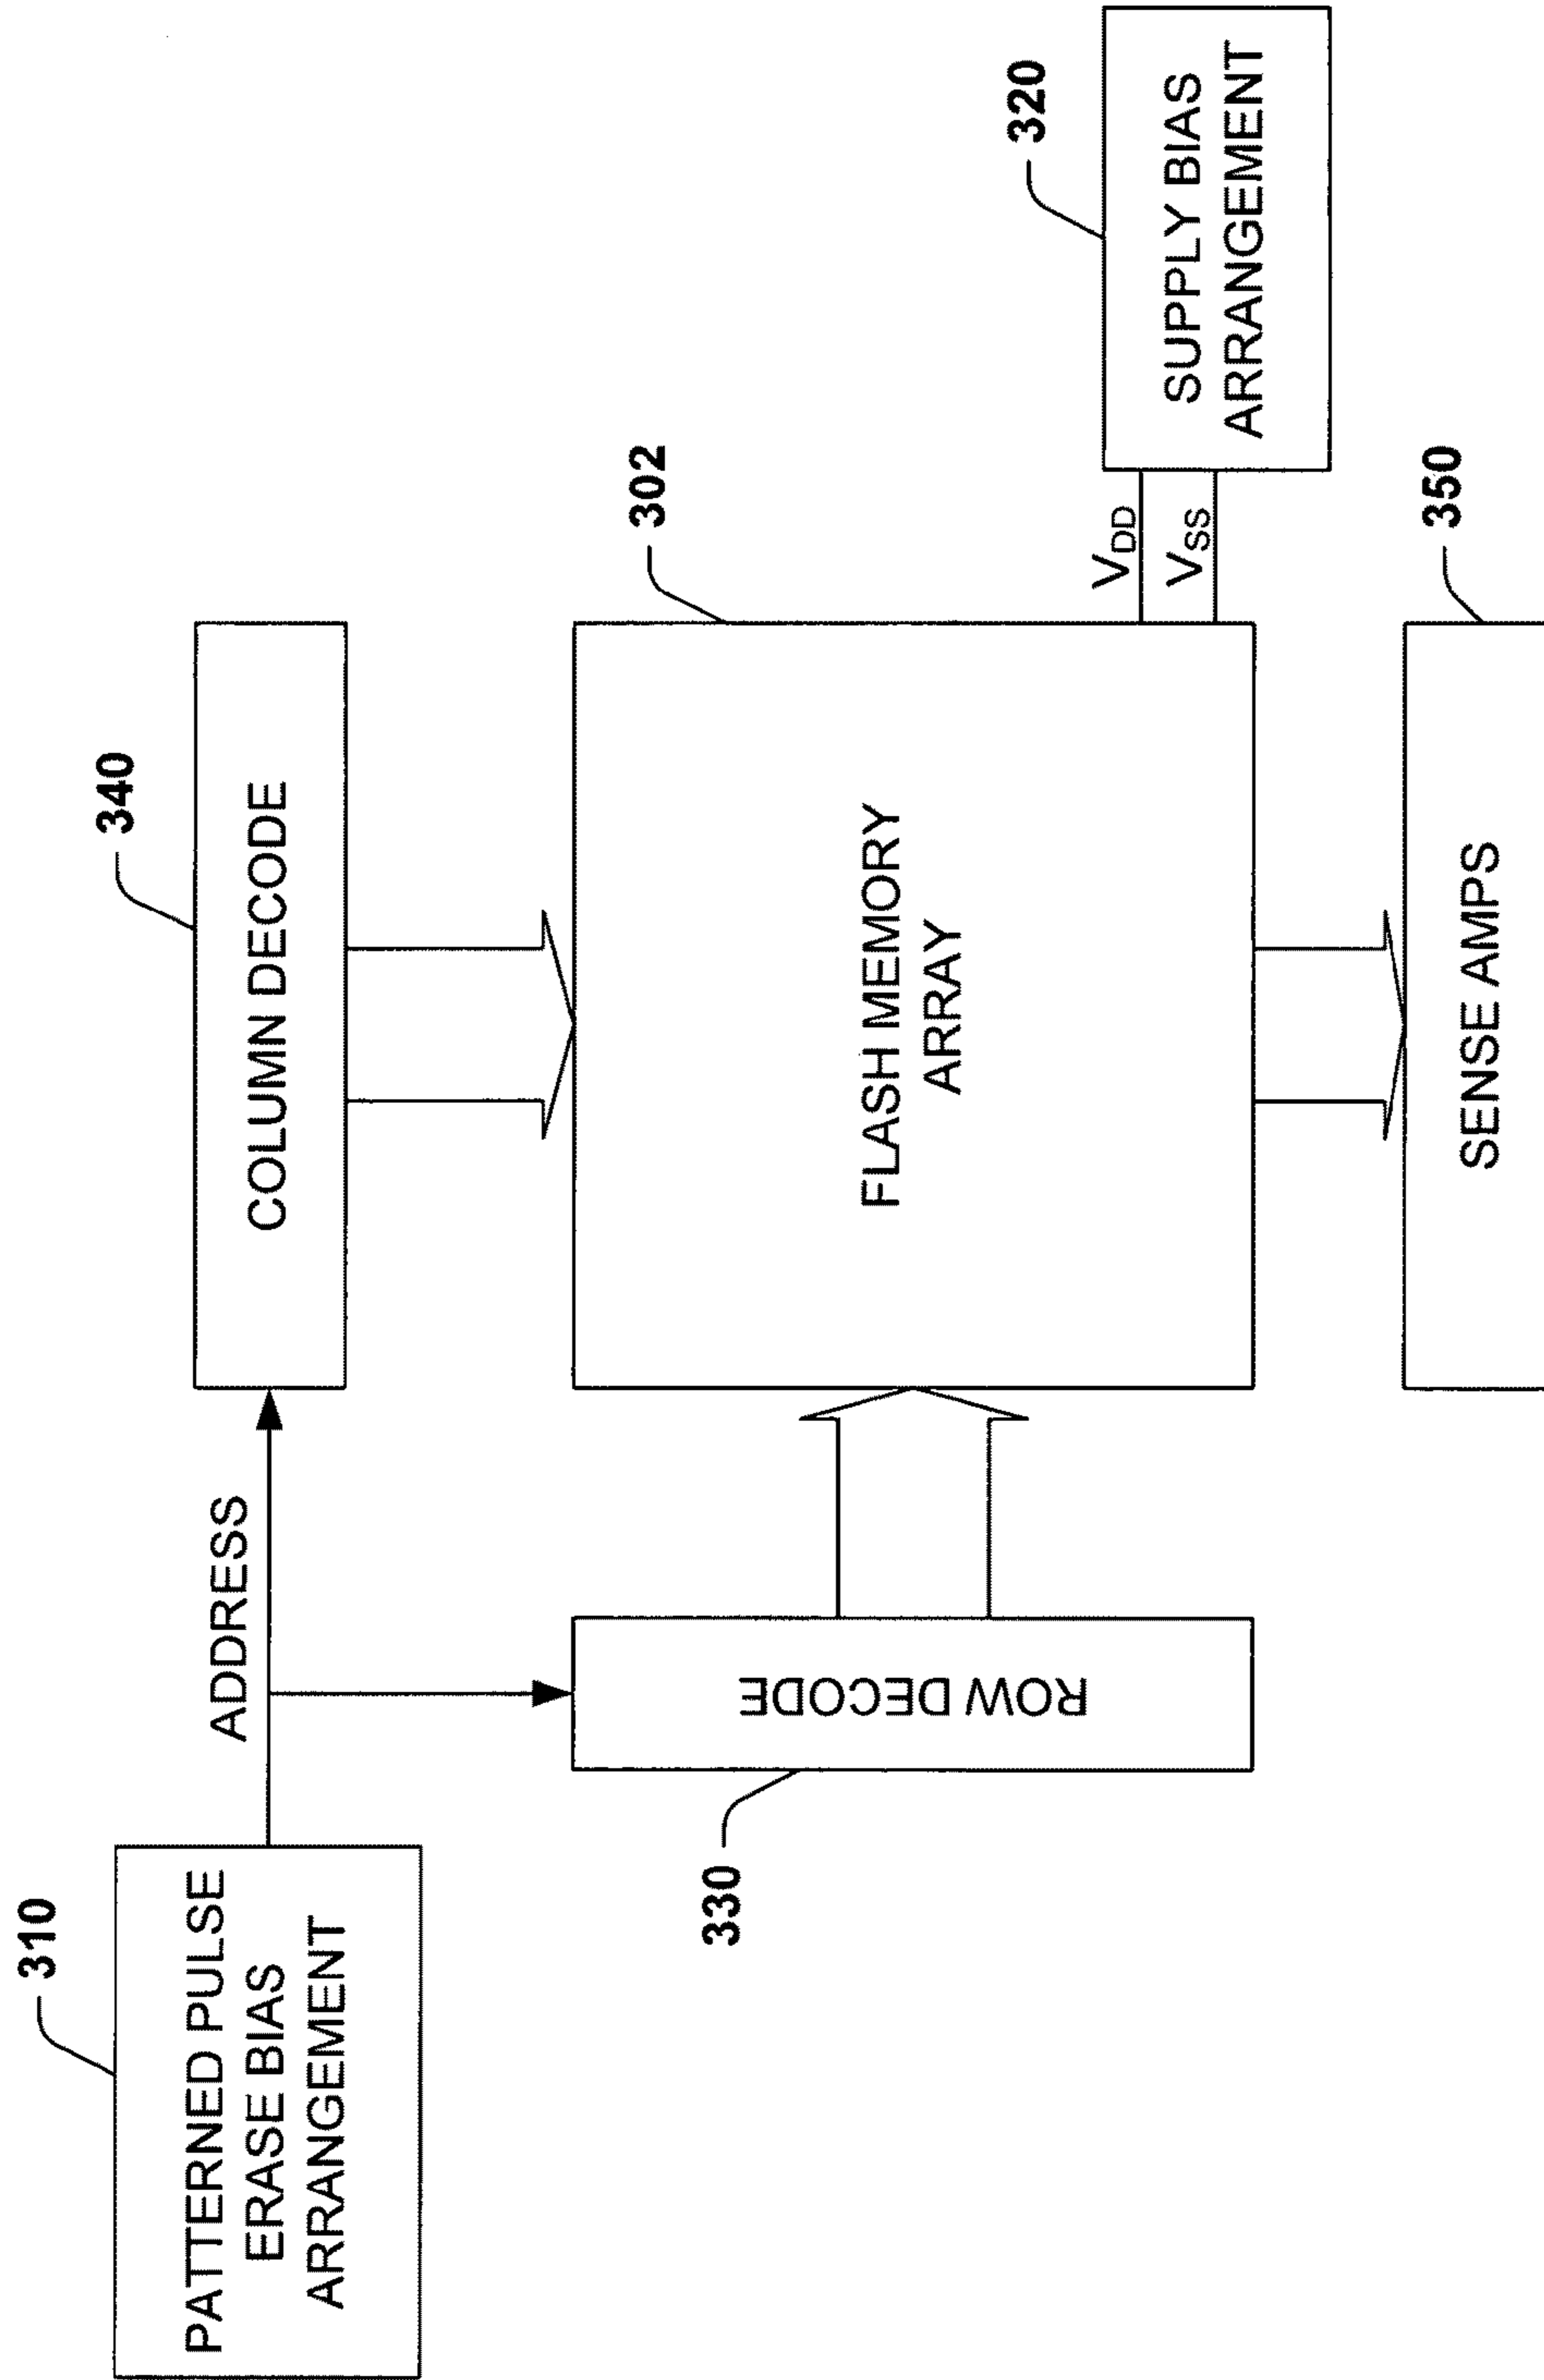 310
PATTERNED PULSE
ERASE BIAS
ARRANGEMENT
ADDRESS
340
COLUMN DECODE
330
ROW DECODE
302
FLASH MEMORY
ARRAY
VDD
VSS
320
SUPPLY BIAS
ARRANGEMENT
350
SENSE AMPS